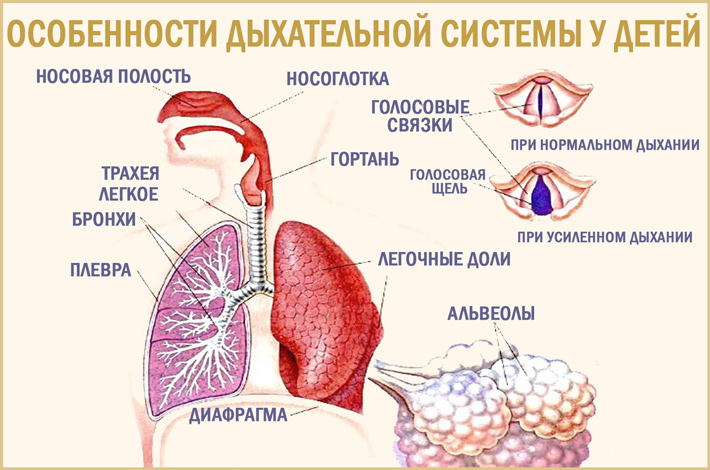 ОСОБЕННОСТИ ДЫХАТЕЛЬНОЙ СИСТЕМЫ У ДЕТЕЙ
НОСОВАЯ ПОЛОСТЬ
НОСОГЛОТКА
ГОЛОСОВЫЕ
СВЯЗКИ
ПРИ НОРМАЛЬНОМ ДЫХАНИИ
ГОРТАНЬ
ТРАХЕЯ
ЛЕГКОЕ
БРОНХИ
ГОЛОСОВАЯ
ЩЕЛЬ
ПРИ УСИЛЕННОМ ДЫХАНИИ
ПЛЕВРА
ЛЕГОЧНЫЕ ДОЛИ
АЛЬВЕОЛЫ
ДИАФРАГМА